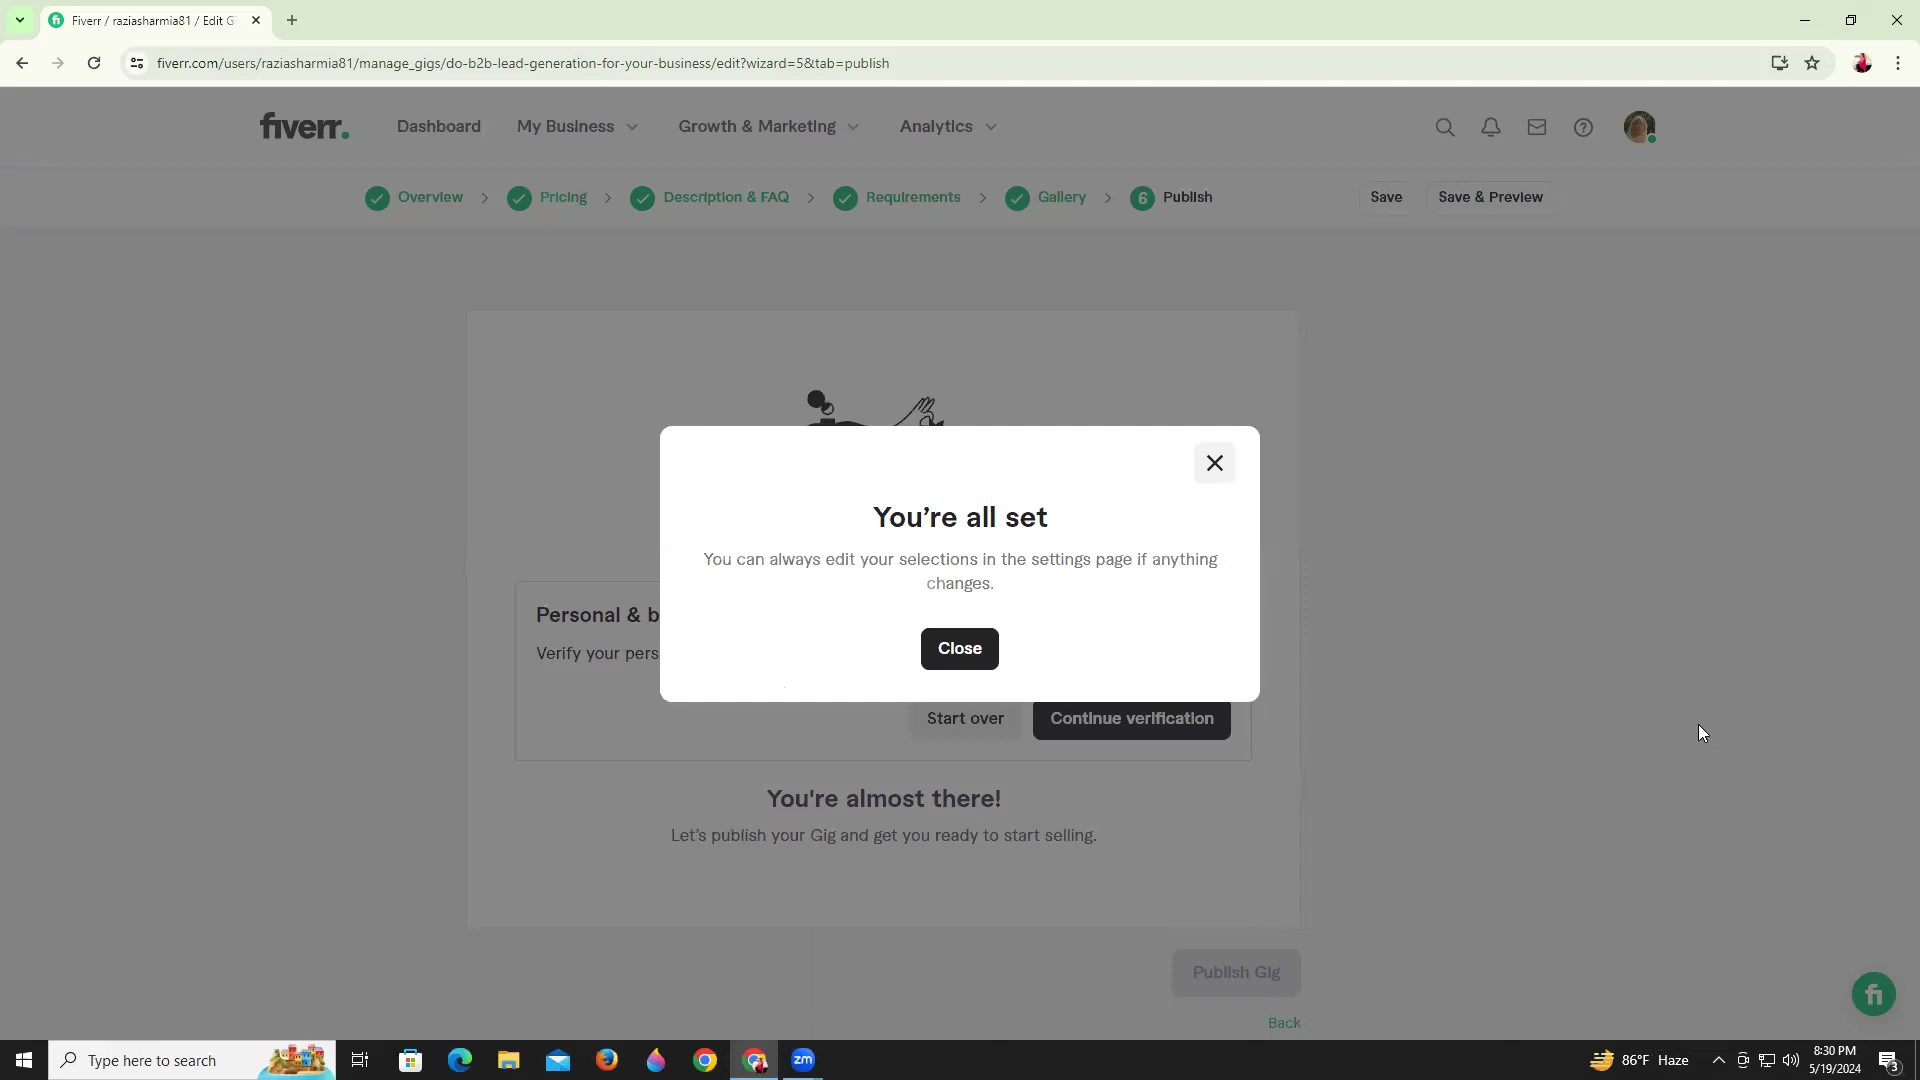 Fiverr / raziasharmia81 / Edit G
fiverr.com/users/raziasharmia81/manage_gigs/do-b2b-lead-generation-for-your-business/edit?wizard=5&tab=publish
fiverr.
Dashboard
My Business
Growth & Marketing
Analytics
Overview
Pricing
Description & FAQ
Requirements
Gallery
6
Publish
Save
Save & Preview
You’re all set
You can always edit your selections in the settings page if anything
changes.
Close
Personal & b
Verify your pers
Start over
Continue verification
You're almost there!
Let’s publish your Gig and get you ready to start selling.
Publish Gig
Back
fi
Type here to search
zm
86°F Haze
8:30 PM
5/19/2024
3